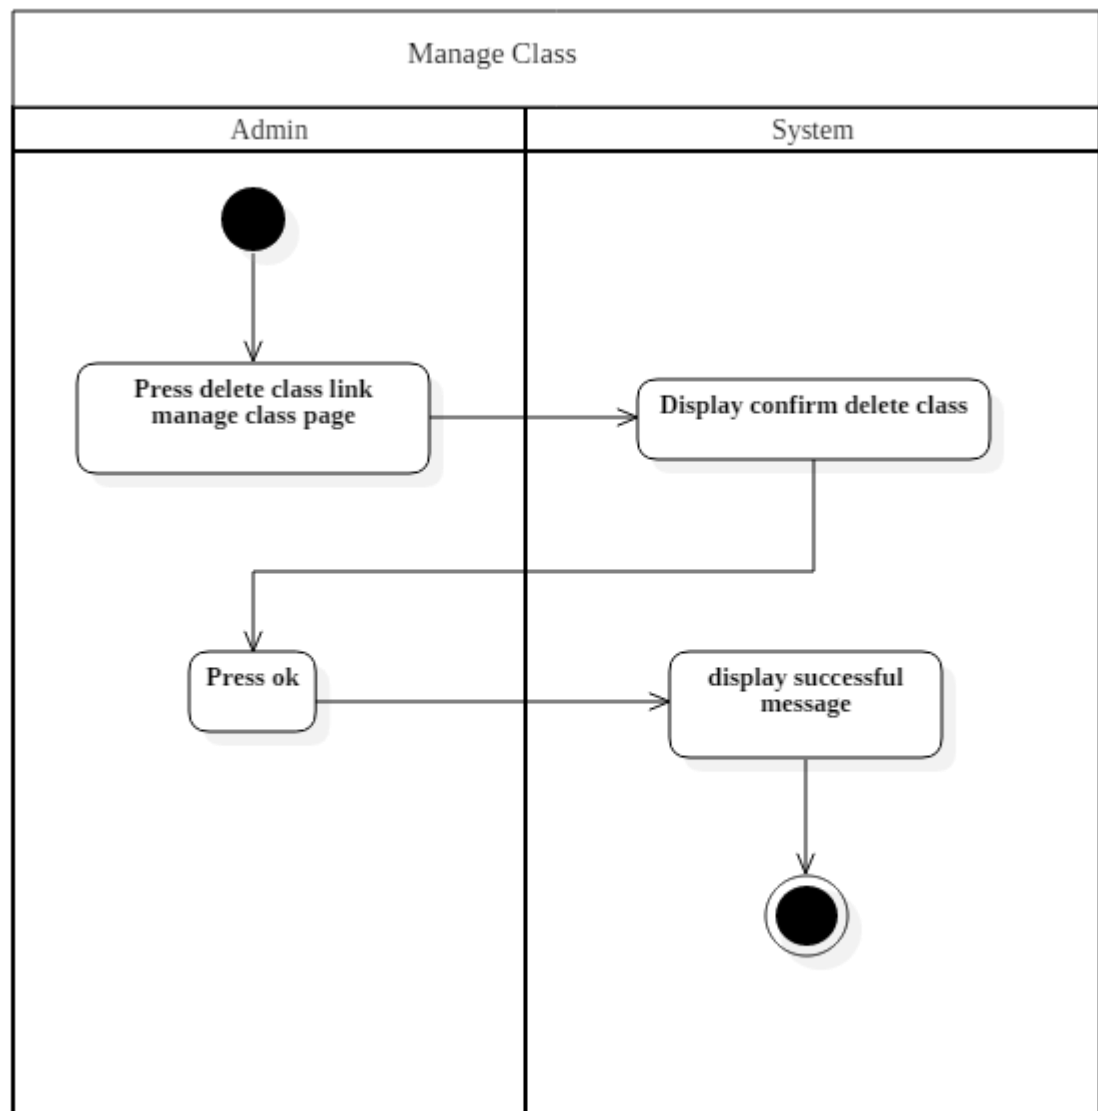 Manage Class
Admin
System
Press delete class link
manage class page
Display confirm delete class
Press ok
display successful
message